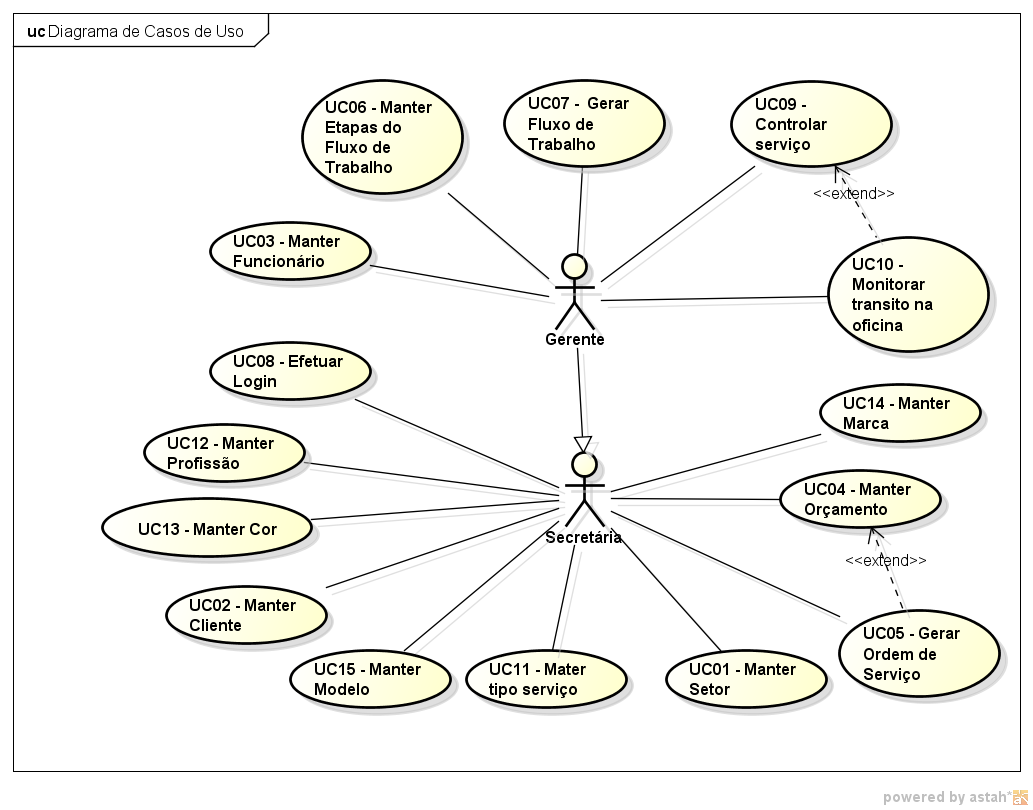 uc Diagrama de Casos de Uso
UC06 - Manter
Etapas do
Fluxo de
Trabalho
UC07 - Gerar
Fluxo de
Trabalho
UC09 -
Controlar
serviço
<<extend>>
UC03 - Manter
Funcionário
UC10 -
Monitorar
transito na
oficina
Gerente
UC08 - Efetuar
Login
UC14 - Manter
Marca
UC12 - Manter
Profissão
UC04 - Manter
Orçamento
UC13 - Manter Cor
Secretária
<<extend>>
UC02 - Manter
Cliente
UC05 - Gerar
Ordem de
Serviço
UC15 - Manter
Modelo
UC11 - Mater
tipo serviço
UC01 - Manter
Setor
powered by astah*